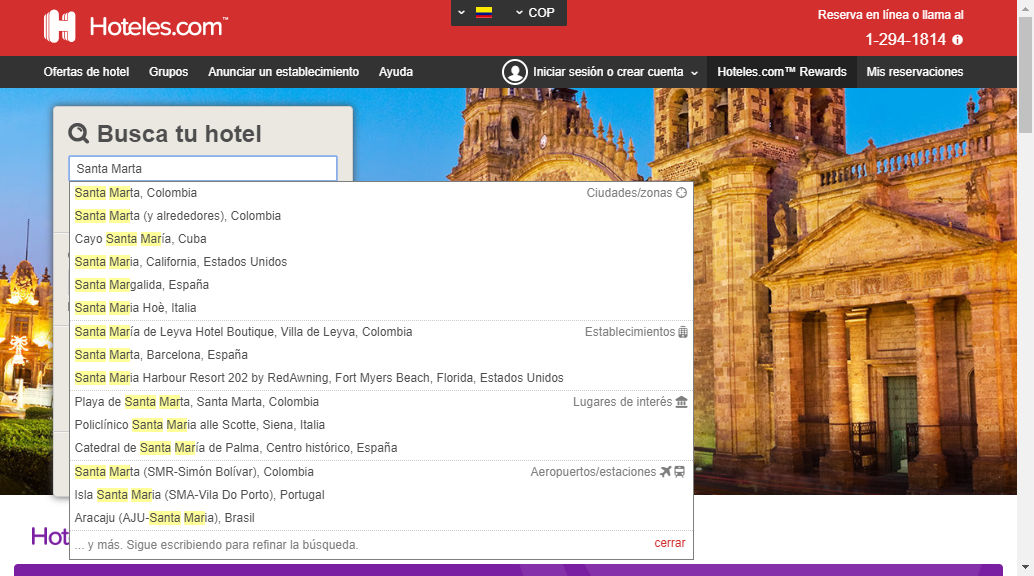 Hoteles.com™
COP
Reserva en línea o llama al
1-294-1814
Ofertas de hotel Grupos Anunciar un establecimiento Ayuda Iniciar sesión o crear cuenta Hoteles.com™ Rewards Mis reservaciones
Busca tu hotel
Santa Marta
Santa Marta, Colombia Ciudades/zonas
Santa Marta (y alrededores), Colombia
Cayo Santa María, Cuba
Santa Maria, California, Estados Unidos
Santa Margalida, España
Santa Maria Hoè, Italia
Santa María de Leyva Hotel Boutique, Villa de Leyva, Colombia Establecimientos
Santa Marta, Barcelona, España
Santa Maria Harbour Resort 202 by RedAwning, Fort Myers Beach, Florida, Estados Unidos
Playa de Santa Marta, Santa Marta, Colombia Lugares de interés
Policlínico Santa Maria alle Scotte, Siena, Italia
Catedral de Santa María de Palma, Centro histórico, España
Santa Marta (SMR-Simón Bolívar), Colombia Aeropuertos/estaciones
Isla Santa Maria (SMA-Vila Do Porto), Portugal
Aracaju (AJU-Santa Maria), Brasil
... y más. Sigue escribiendo para refinar la búsqueda. cerrar
Hot